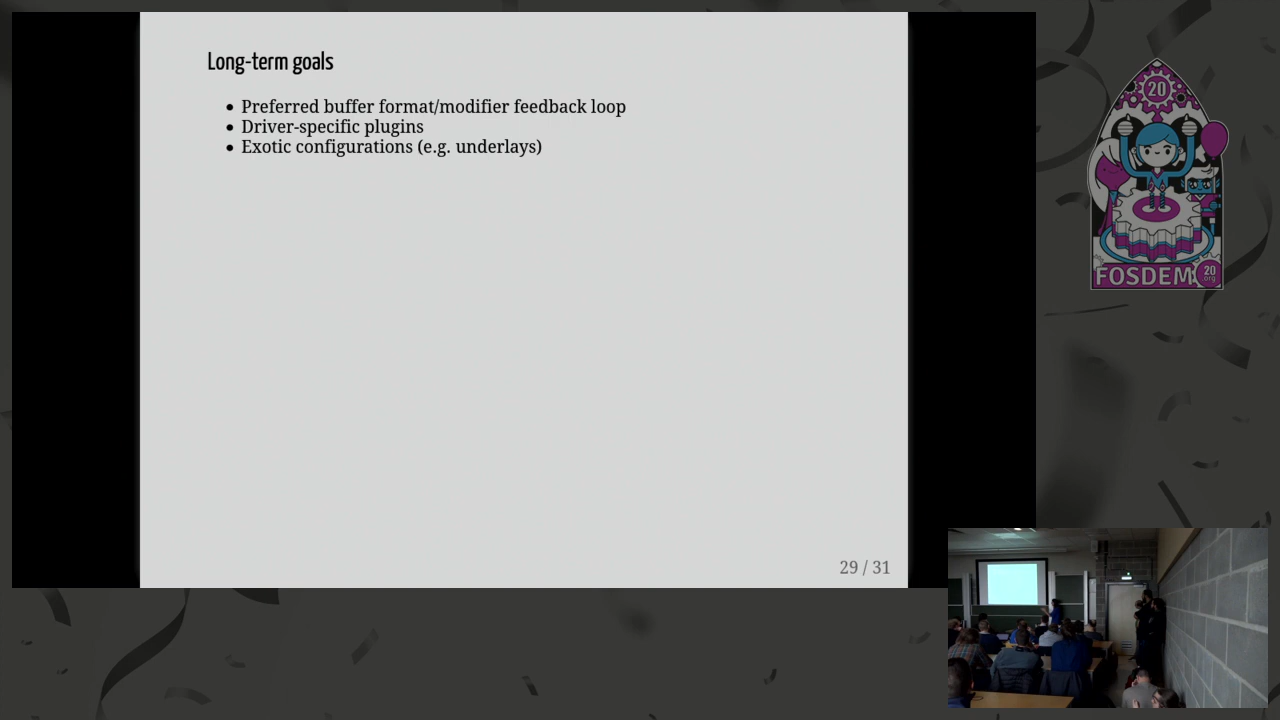 Long-term goals
Preferred buffer format/modifier feedback loop
Driver-specific plugins
Exotic configurations (e.g. underlays)
29 / 31
20
FOSDEM
20
org